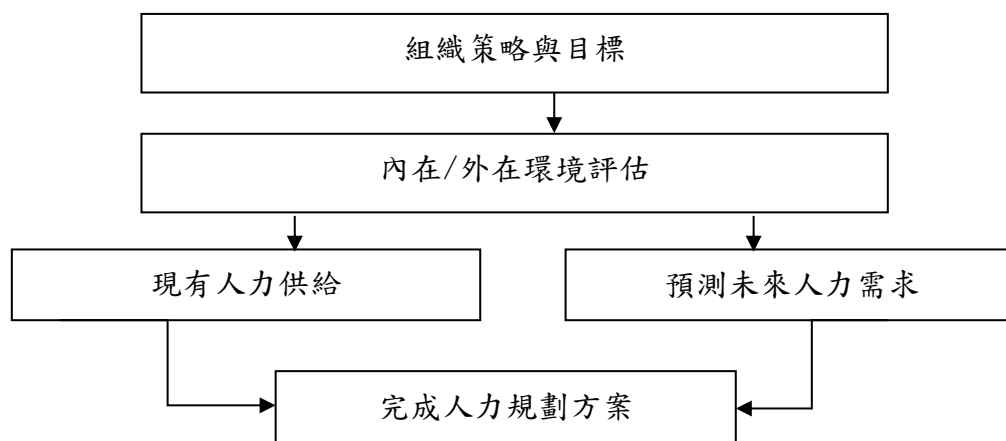 組織策略與目標
內在/外在環境評估
現有人力供給
預測未來人力需求
完成人力規劃方案